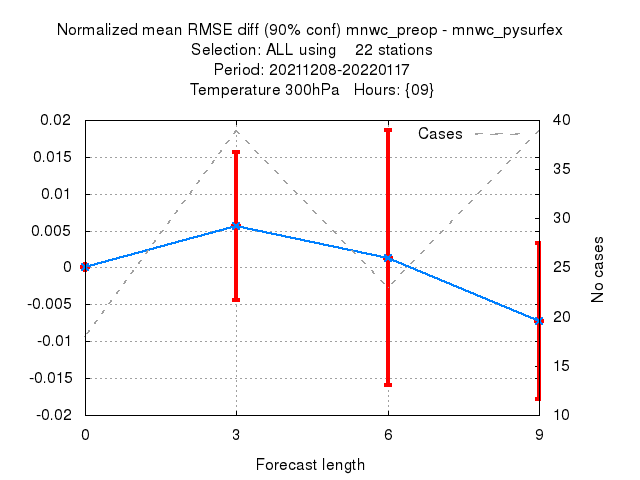 Normalized mean RMSE diff (90% conf) mnwc_preop - mnwc_pysurfex
Selection: ALL using 22 stations
Period: 20211208-20220117
Temperature 300hPa Hours: {09}
Cases
0.02
0.015
0.01
0.005
0
-0.005
-0.01
-0.015
-0.02
40
35
30
25
20
15
10
No cases
0 3 6 9
Forecast length